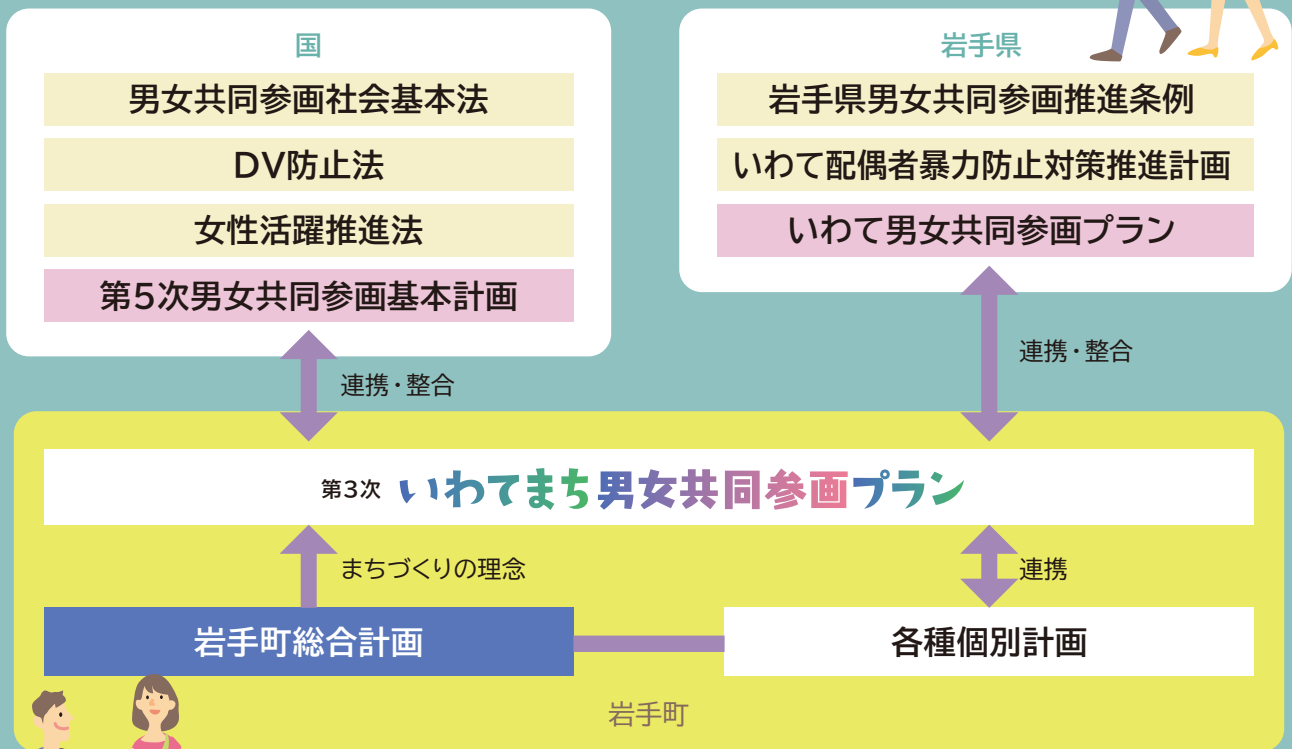 国
男女共同参画社会基本法
DV防止法
女性活躍推進法
第5次男女共同参画基本計画
岩手県
岩手県男女共同参画推進条例
いわて配偶者暴力防止対策推進計画
いわて男女共同参画プラン
連携・整合
連携・整合
第3次 いわてまち男女共同参画プラン
まちづくりの理念
連携
岩手町総合計画
各種個別計画
岩手町